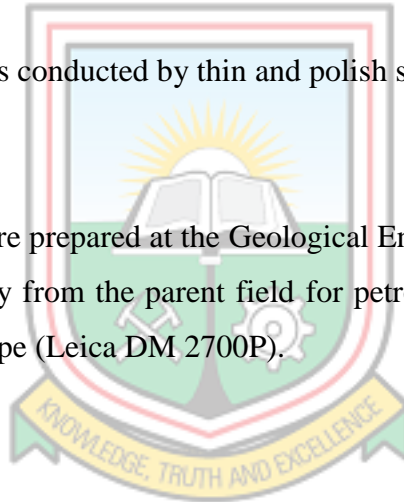 s conducted by thin and polish s
re prepared at the Geological En
y from the parent field for petr
pe (Leica DM 2700P).
KNOWLEDGE, TRUTH AND EXCELLENCE